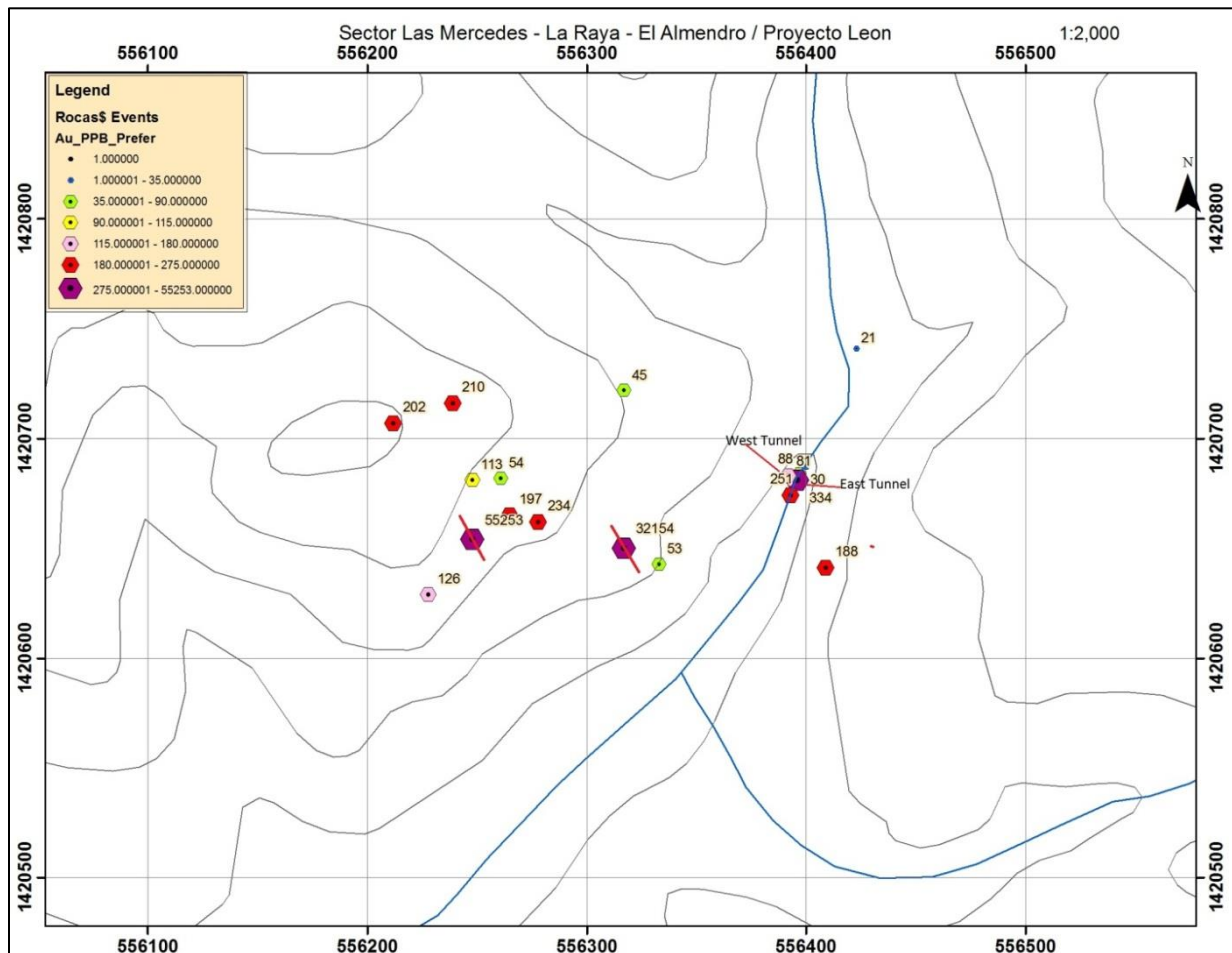 Sector Las Mercedes - La Raya - El Almendro / Proyecto Leon 1:2,000
556100 556200 556300 556400 556500
Legend
Rocas$ Events
Au_PPB_Prefer
1.000000
1.000001 - 35.000000
35.000001 - 90.000000
90.000001 - 115.000000
115.000001 - 180.000000
180.000001 - 275.000000
275.000001 - 55253.000000
N
1420800 1420800
21
45
210
202
1420700 1420700
West Tunnel
88 81
113 54
251 30
East Tunnel
334
197
234
55253
32154
53
188
126
1420600 1420600
1420500 1420500
556100 556200 556300 556400 556500